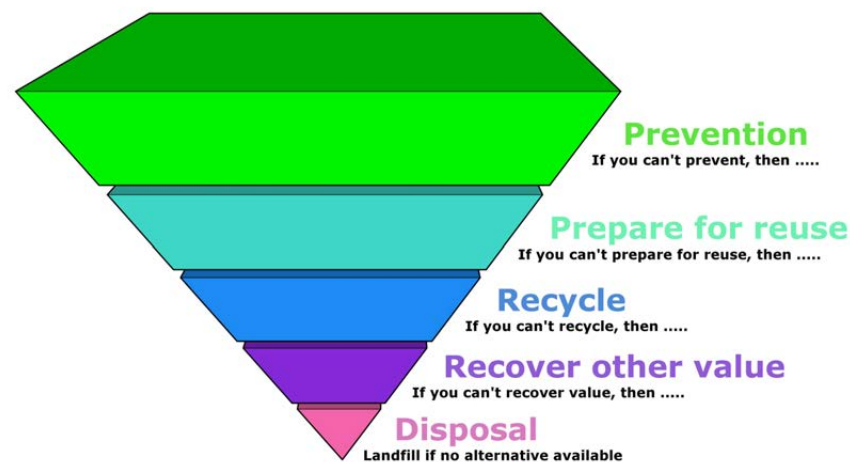 Prevention
If you can't prevent, then .....
Prepare for reuse
If you can't prepare for reuse, then .....
Recycle
If you can't recycle, then .....
Recover other value
If you can't recover value, then .....
Disposal
Landfill if no alternative available